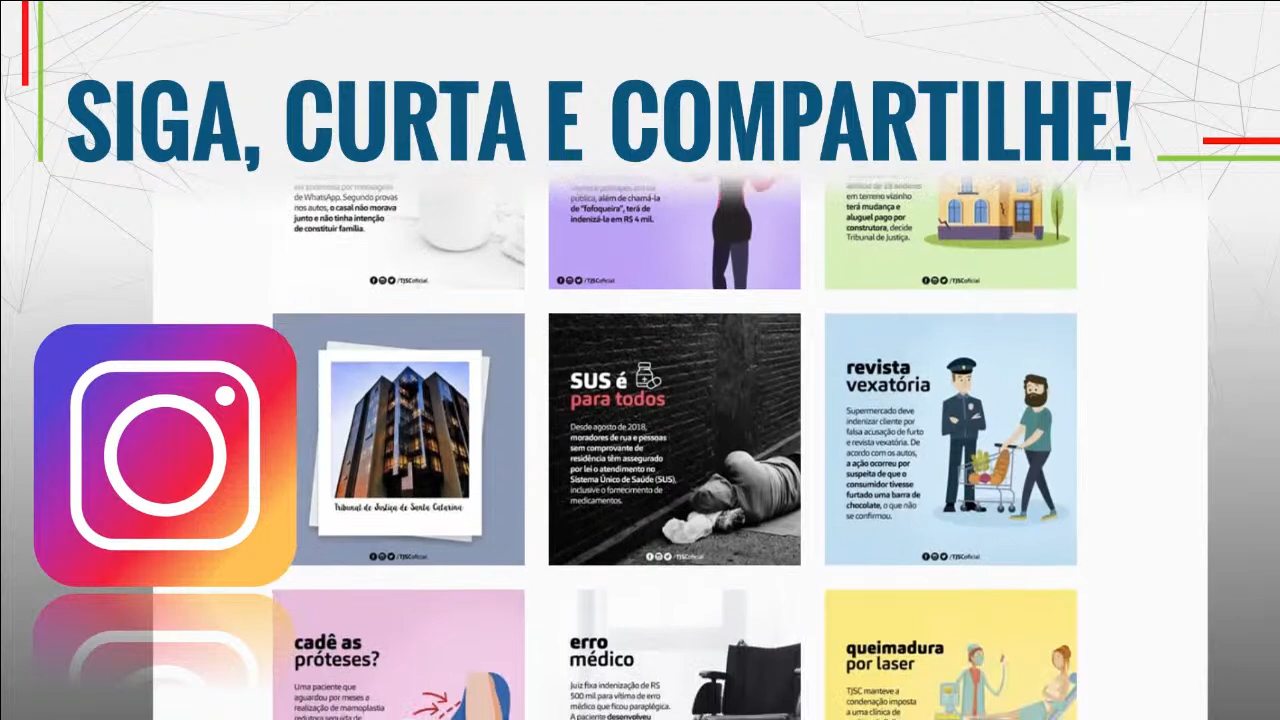 SIGA, CURTA E COMPARTILHE!
de WhatsApp. Segundo provas
nos autos, o casal não morava
junto e não tinha intenção
de constituir família.
/TJSCoficial
pública, além de chamá-la
de "fofoqueira", terá de
indenizá-la em R$ 4 mil.
/TJSCoficial
em terreno vizinho
terá mudança e
aluguel pago por
construtora, decide
Tribunal de Justiça.
/TJSCoficial
Tribunal de Justiça de Santa Catarina
/TJSCoficial
SUS é
para todos
Desde agosto de 2018,
moradores de rua e pessoas
sem comprovante de
residência têm assegurado
por lei o atendimento no
Sistema Único de Saúde (SUS),
inclusive o fornecimento de
medicamentos.
/TJSCoficial
revista
vexatória
Supermercado deve
indenizar cliente por
falsa acusação de furto
e revista vexatória. De
acordo com os autos,
a ação ocorreu por
suspeita de que o
consumidor tivesse
furtado uma barra de
chocolate, o que não
se confirmou.
/TJSCoficial
cadê as
próteses?
Uma paciente que
aguardou por meses a
realização de mamoplastia
redutora seguida de
erro
médico
Juiz fixa indenização de R$
500 mil para vítima de erro
médico que ficou paraplégica.
A paciente desenvolveu
queimadura
por laser
TJSC manteve a
condenação imposta
a uma clínica de